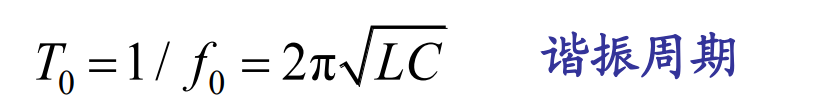 T₀ = 1 / f₀ = 2π√LC 谐振周期